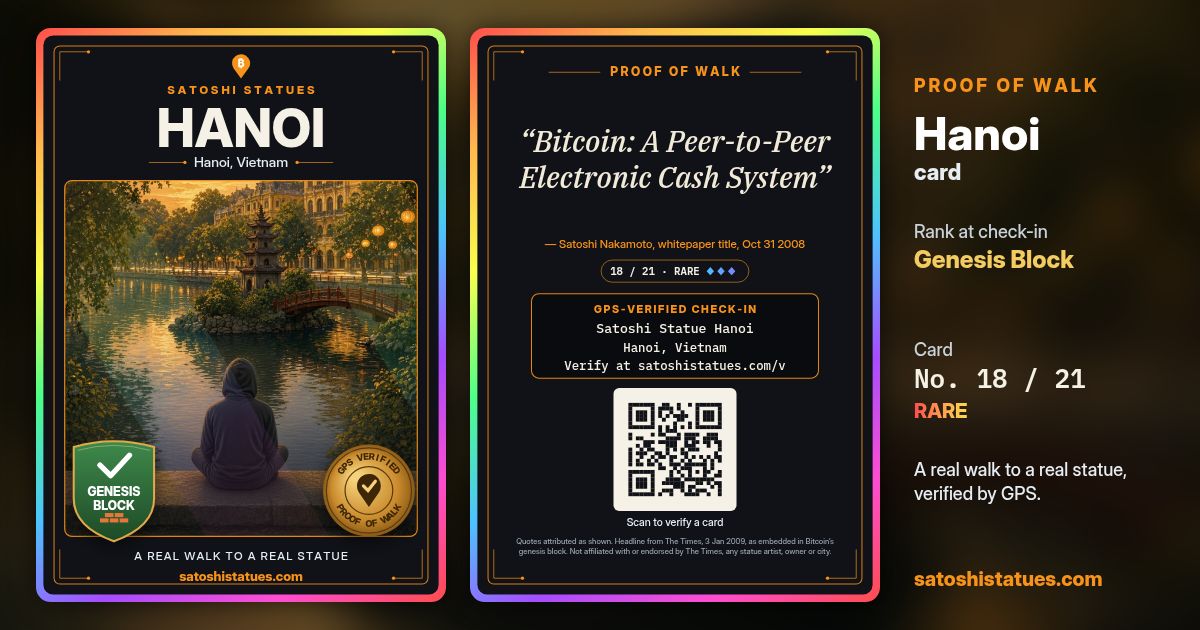 SATOSHI STATUES
HANOI
Hanoi, Vietnam
GENESIS
BLOCK
GPS VERIFIED
PROOF OF WALK
A REAL WALK TO A REAL STATUE
satoshistatues.com
PROOF OF WALK
“Bitcoin: A Peer-to-Peer
Electronic Cash System”
— Satoshi Nakamoto, whitepaper title, Oct 31 2008
18 / 21 · RARE
GPS-VERIFIED CHECK-IN
Satoshi Statue Hanoi
Hanoi, Vietnam
Verify at satoshistatues.com/v
Scan to verify a card
Quotes attributed as shown. Headline from The Times, 3 Jan 2009, as embedded in Bitcoin's
genesis block. Not affiliated with or endorsed by The Times, any statue artist, owner or city.
PROOF OF WALK
Hanoi
card
Rank at check-in
Genesis Block
Card
No. 18 / 21
RARE
A real walk to a real statue,
verified by GPS.
satoshistatues.com